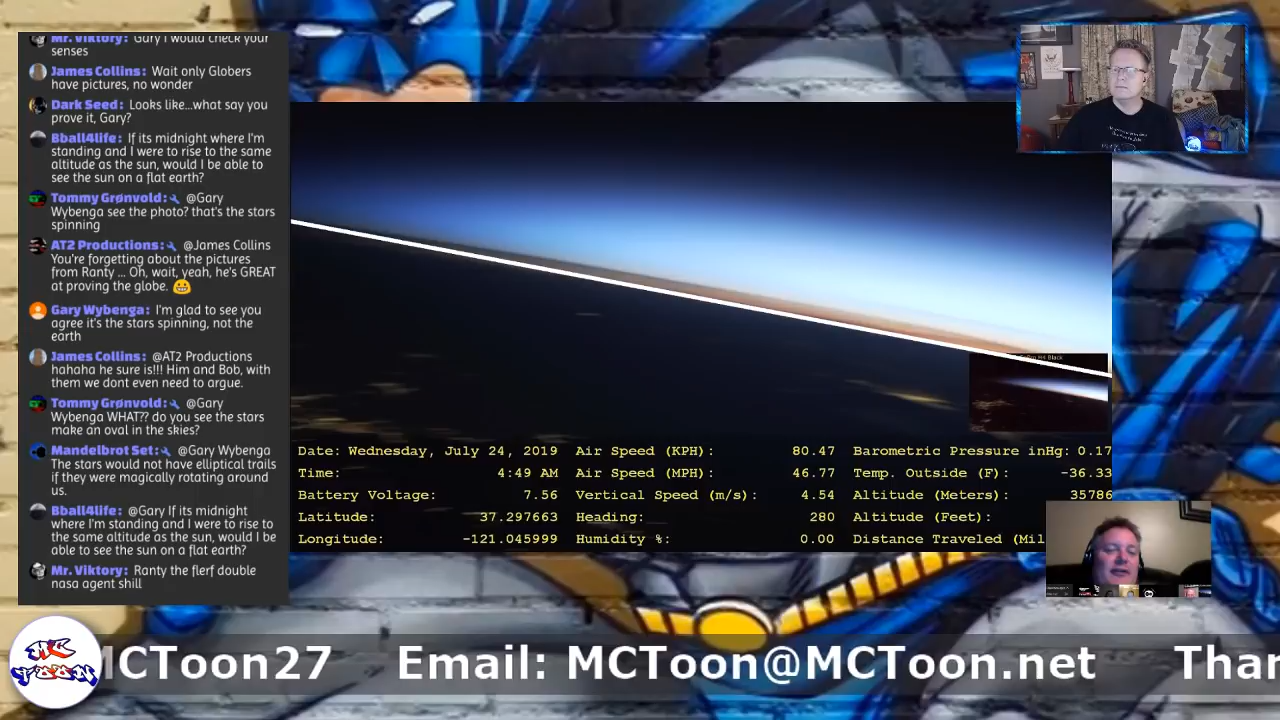 Mr. Viktory: Gary I would check your
senses
James Collins: Wait only Globers
have pictures, no wonder
Dark Seed: Looks like...what say you
prove it, Gary?
Bball4life: If its midnight where I'm
standing and I were to rise to the same
altitude as the sun, would I be able to
see the sun on a flat earth?
Tommy Grønvold: @Gary
Wybenga see the photo? that's the stars
spinning
AT2 Productions: @James Collins
You're forgetting about the pictures
from Ranty ... Oh, wait, yeah, he's GREAT
at proving the globe. 😀
Gary Wybenga: I'm glad to see you
agree it's the stars spinning, not the
earth
James Collins: @AT2 Productions
hahaha he sure is!!! Him and Bob, with
them we dont even need to argue.
Tommy Grønvold: @Gary
Wybenga WHAT?? do you see the stars
make an oval in the skies?
Mandelbrot Set: @Gary Wybenga
The stars would not have elliptical trails
if they were magically rotating around
us.
Bball4life: @Gary If its midnight
where I'm standing and I were to rise to
the same altitude as the sun, would I be
able to see the sun on a flat earth?
Mr. Viktory: Ranty the flerf double
nasa agent shill
H4 Black
Date: Wednesday, July 24, 2019 Air Speed (KPH): 80.47 Barometric Pressure inHg: 0.17
Time: 4:49 AM Air Speed (MPH): 46.77 Temp. Outside (F): -36.33
Battery Voltage: 7.56 Vertical Speed (m/s): 4.54 Altitude (Meters): 35786
Latitude: 37.297663 Heading: 280 Altitude (Feet):
Longitude: -121.045999 Humidity %: 0.00 Distance Traveled (Mil
MC TOON
MCToon27 Email: MCToon@MCToon.net Than